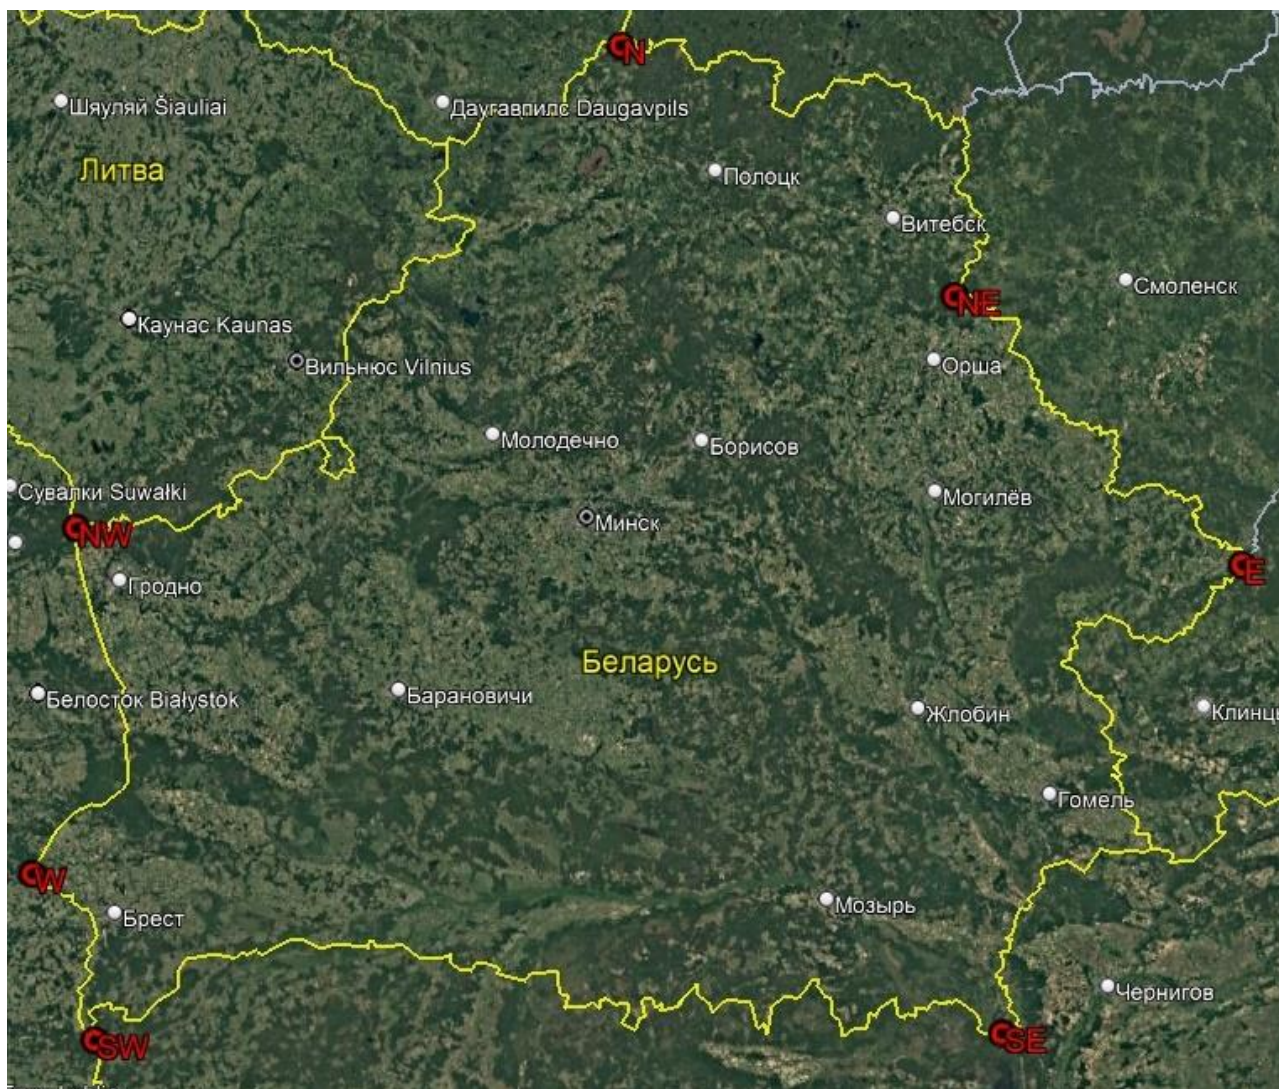 N
Шяуляй Šiauliai
Даугавпилс Daugavpils
Литва
Полоцк
Витебск
Смоленск
NE
Каунас Kaunas
Вильнюс Vilnius
Орша
Молодечно
Борисов
Сувалки Suwałki
Могилёв
Минск
NW
E
Гродно
Беларусь
Белосток Białystok
Барановичи
Жлобин
Клинц
Гомель
W
Брест
Мозырь
Чернигов
SW
SE